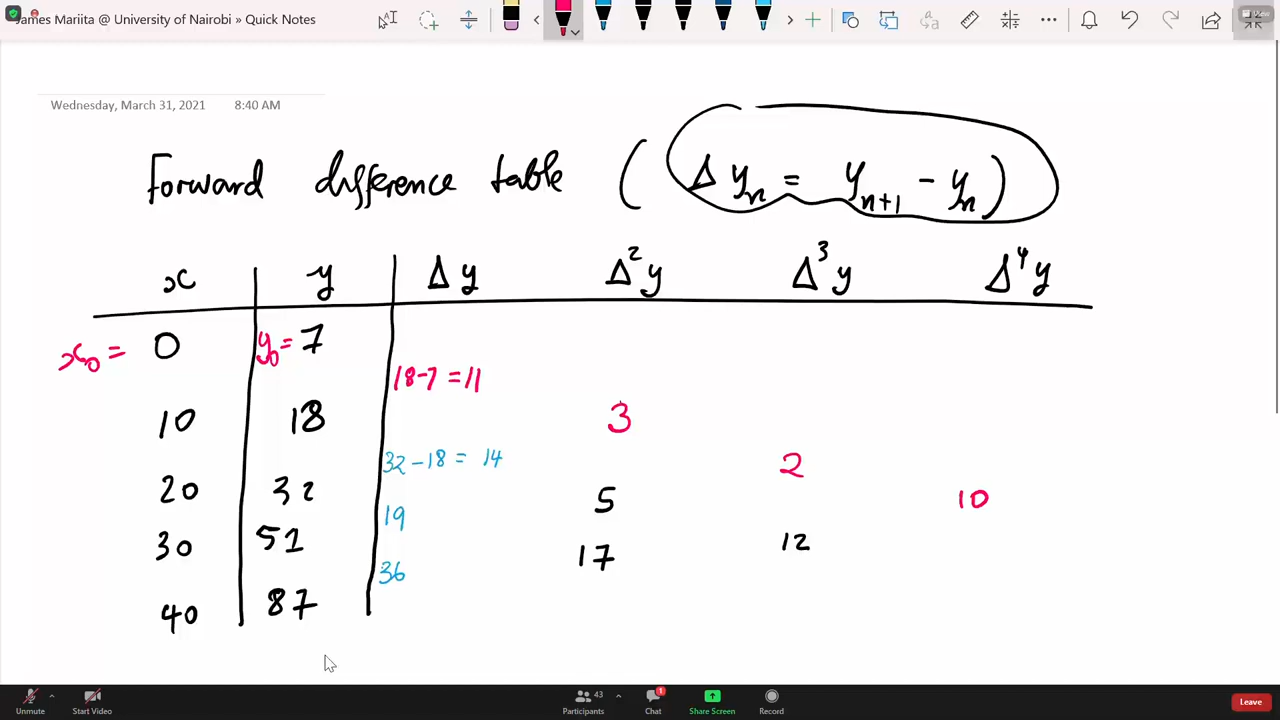 James Mariita @ University of Nairobi » Quick Notes
View
Wednesday, March 31, 2021 8:40 AM
Forward difference table ( Δyₙ = yₙ₊₁ - yₙ )
x y Δy Δ²y Δ³y Δ⁴y
x₀ = 0 y₀ = 7
18-7 = 11
10 18 3
32-18 = 14 2
20 32 5 10
19
30 51 17 12
36
40 87
Unmute Start Video 43 Participants 1 Chat Share Screen Record Leave